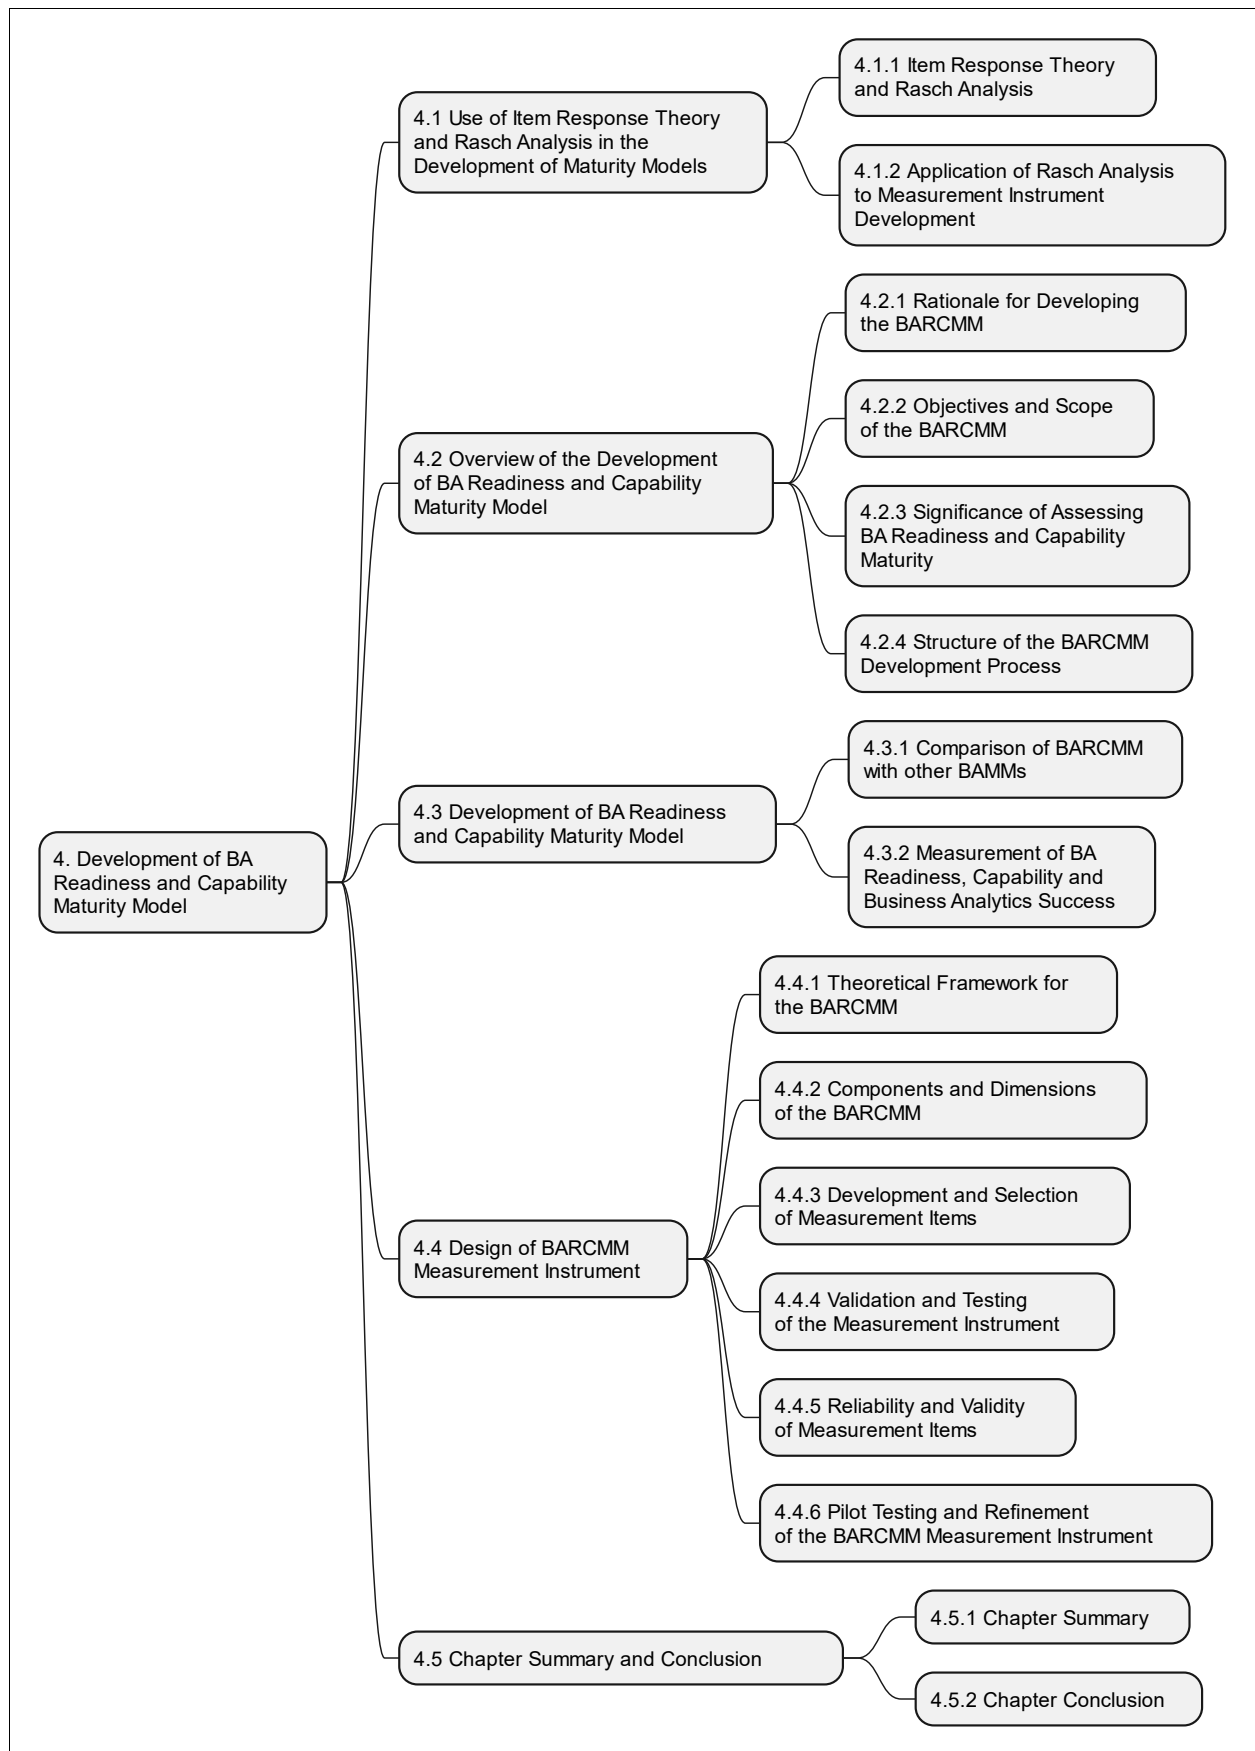 4. Development of BA
Readiness and Capability
Maturity Model
4.1 Use of Item Response Theory
and Rasch Analysis in the
Development of Maturity Models
4.1.1 Item Response Theory
and Rasch Analysis
4.1.2 Application of Rasch Analysis
to Measurement Instrument
Development
4.2 Overview of the Development
of BA Readiness and Capability
Maturity Model
4.2.1 Rationale for Developing
the BARCMM
4.2.2 Objectives and Scope
of the BARCMM
4.2.3 Significance of Assessing
BA Readiness and Capability
Maturity
4.2.4 Structure of the BARCMM
Development Process
4.3 Development of BA Readiness
and Capability Maturity Model
4.3.1 Comparison of BARCMM
with other BAMMs
4.3.2 Measurement of BA
Readiness, Capability and
Business Analytics Success
4.4 Design of BARCMM
Measurement Instrument
4.4.1 Theoretical Framework for
the BARCMM
4.4.2 Components and Dimensions
of the BARCMM
4.4.3 Development and Selection
of Measurement Items
4.4.4 Validation and Testing
of the Measurement Instrument
4.4.5 Reliability and Validity
of Measurement Items
4.4.6 Pilot Testing and Refinement
of the BARCMM Measurement Instrument
4.5 Chapter Summary and Conclusion
4.5.1 Chapter Summary
4.5.2 Chapter Conclusion